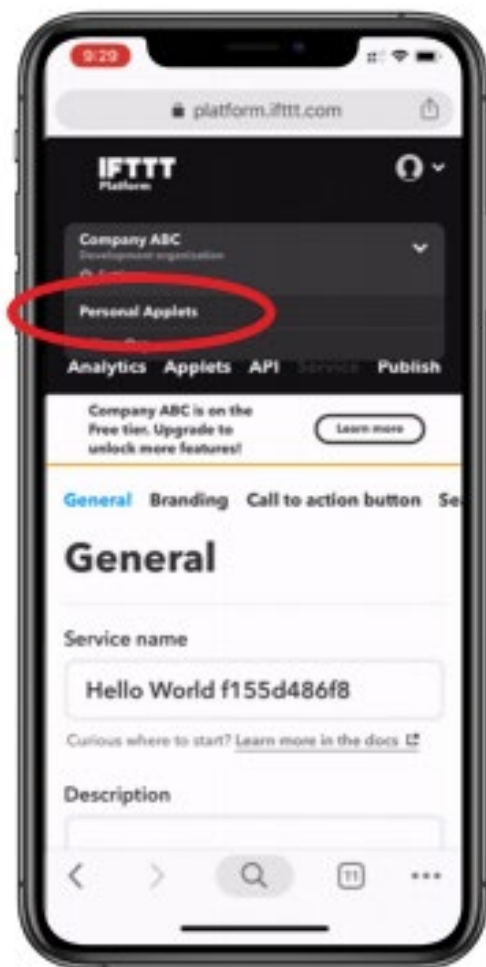 9:29
platform.ifttt.com
IFTTT
Platform
Company ABC
Development organisation
Personal Applets
Analytics Applets API Service Publish
Company ABC is on the
Free tier. Upgrade to
unlock more features!
Learn more
General Branding Call to action button Se
General
Service name
Hello World f155d486f8
Curious where to start? Learn more in the docs
Description
11